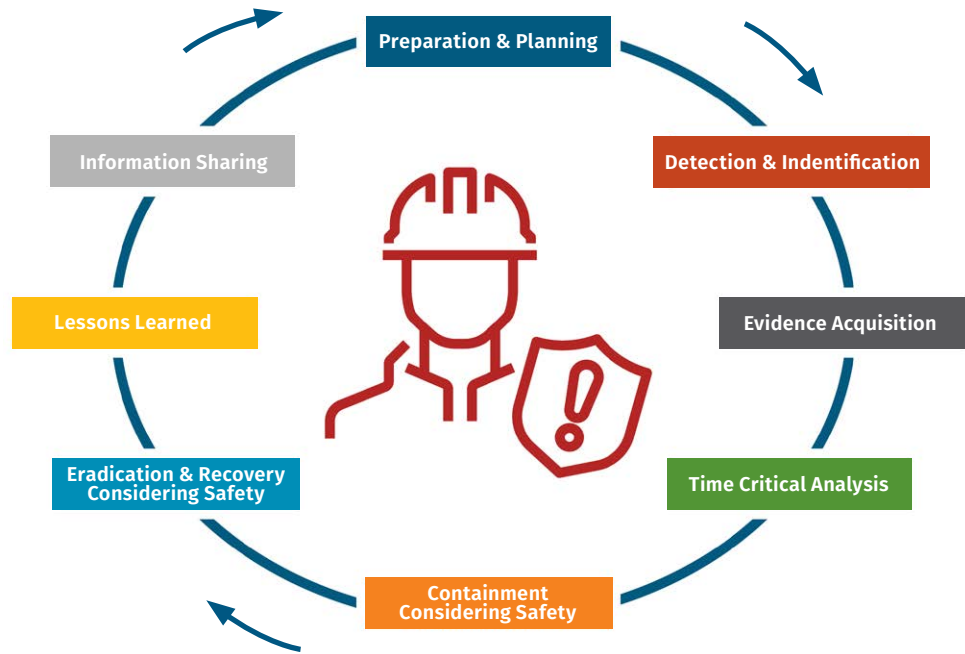 Preparation & Planning
Detection & Indentification
Evidence Acquisition
Time Critical Analysis
Containment
Considering Safety
Eradication & Recovery
Considering Safety
Lessons Learned
Information Sharing